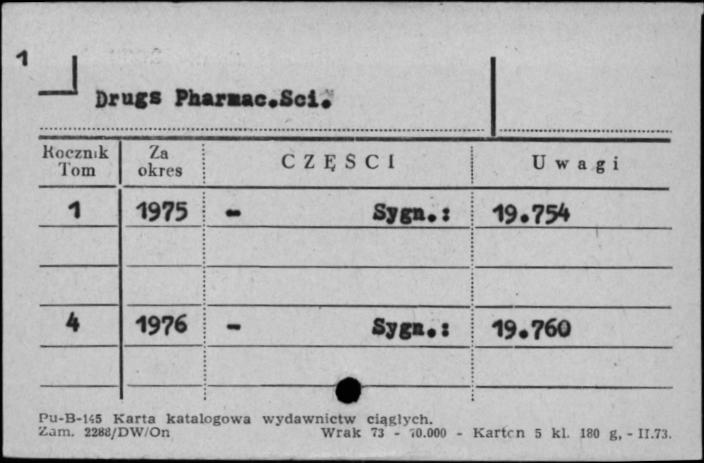 1
Drugs Pharmac.Sci.
Rocznik Tom Za okres CZĘSCI Uwagi
1 1975 - Sygn.: 19.754
4 1976 - Sygn.: 19.760
Pu-B-145 Karta katalogowa wydawnictw ciągłych.
Zam. 2288/DW/On Wrak 73 - 70.000 - Karton 5 kl. 180 g, - II.73.